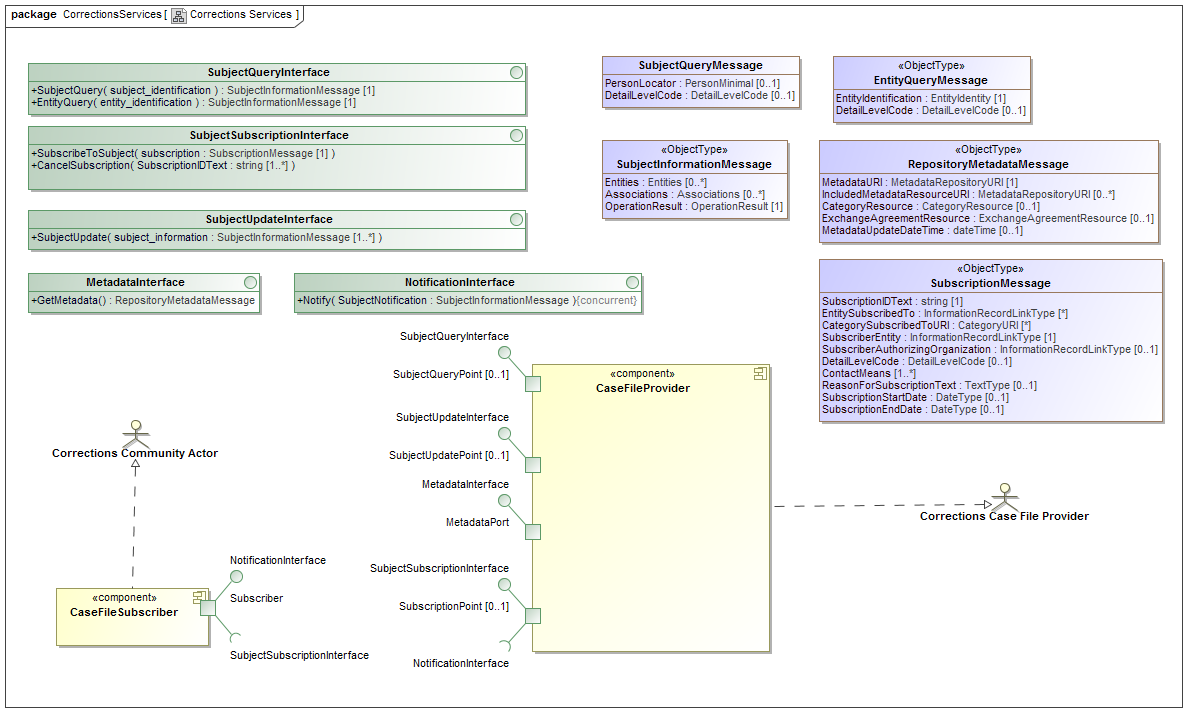 package CorrectionsServices [ Corrections Services ]
SubjectQueryInterface
+SubjectQuery( subject_identification ) : SubjectInformationMessage [1]
+EntityQuery( entity_identification ) : SubjectInformationMessage [1]
SubjectSubscriptionInterface
+SubscribeToSubject( subscription : SubscriptionMessage [1] )
+CancelSubscription( SubscriptionIDText : string [1..*] )
SubjectUpdateInterface
+SubjectUpdate( subject_information : SubjectInformationMessage [1..*] )
MetadataInterface
+GetMetadata() : RepositoryMetadataMessage
NotificationInterface
+Notify( SubjectNotification : SubjectInformationMessage ){concurrent}
SubjectQueryMessage
PersonLocator : PersonMinimal [0..1]
DetailLevelCode : DetailLevelCode [0..1]
«ObjectType»
EntityQueryMessage
EntityIdentification : EntityIdentity [1]
DetailLevelCode : DetailLevelCode [0..1]
«ObjectType»
SubjectInformationMessage
Entities : Entities [0..*]
Associations : Associations [0..*]
OperationResult : OperationResult [1]
«ObjectType»
RepositoryMetadataMessage
MetadataURI : MetadataRepositoryURI [1]
IncludedMetadataResourceURI : MetadataRepositoryURI [0..*]
CategoryResource : CategoryResource [0..1]
ExchangeAgreementResource : ExchangeAgreementResource [0..1]
MetadataUpdateDateTime : dateTime [0..1]
«ObjectType»
SubscriptionMessage
SubscriptionIDText : string [1]
EntitySubscribedTo : InformationRecordLinkType [*]
CategorySubscribedToURI : CategoryURI [*]
SubscriberEntity : InformationRecordLinkType [1]
SubscriberAuthorizingOrganization : InformationRecordLinkType [0..1]
DetailLevelCode : DetailLevelCode [0..1]
ContactMeans [1..*]
ReasonForSubscriptionText : TextType [0..1]
SubscriptionStartDate : DateType [0..1]
SubscriptionEndDate : DateType [0..1]
SubjectQueryInterface
SubjectQueryPoint [0..1]
SubjectUpdateInterface
SubjectUpdatePoint [0..1]
MetadataInterface
MetadataPort
SubjectSubscriptionInterface
SubscriptionPoint [0..1]
NotificationInterface
«component»
CaseFileProvider
Corrections Community Actor
NotificationInterface
Subscriber
SubjectSubscriptionInterface
«component»
CaseFileSubscriber
Corrections Case File Provider